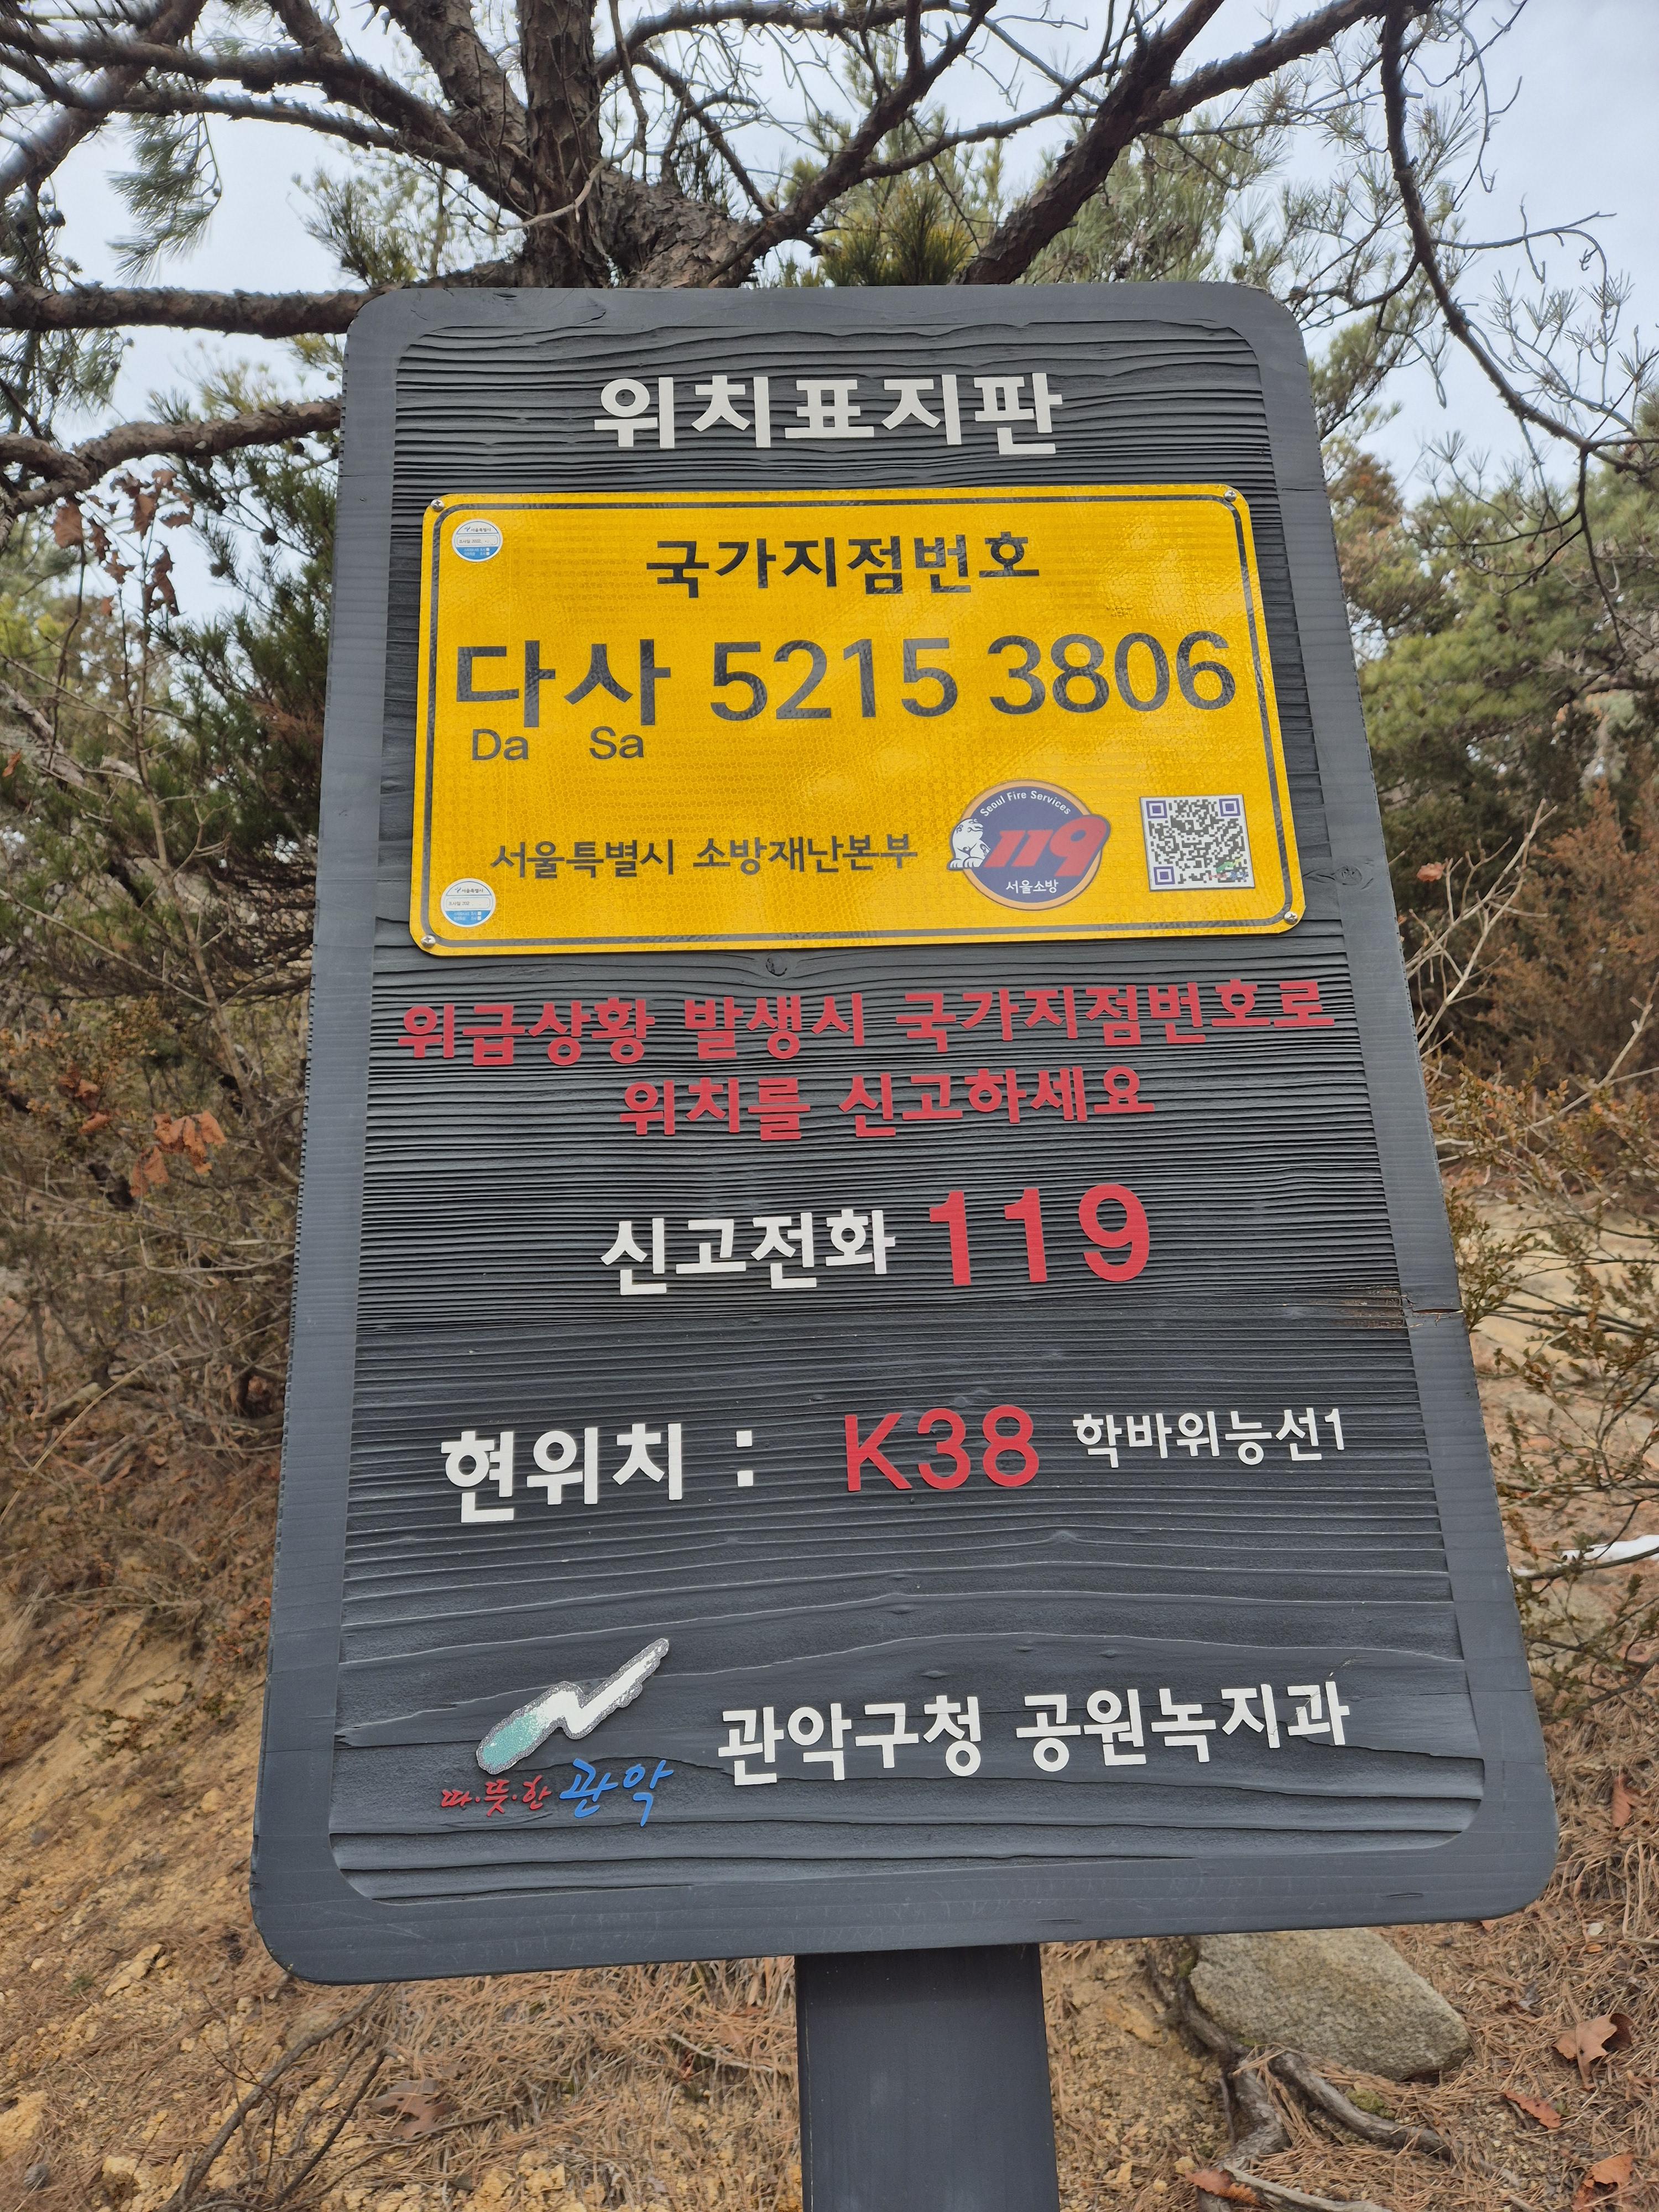 위치표지판
국가지점번호
다사 5215 3806
Da Sa
Seoul Fire Services
119
서울소방
서울특별시 소방재난본부
위급상황 발생시 국가지점번호로
위치를 신고하세요
신고전화 119
현위치 : K38 학바위능선1
따·뜻·한 관악
관악구청 공원녹지과